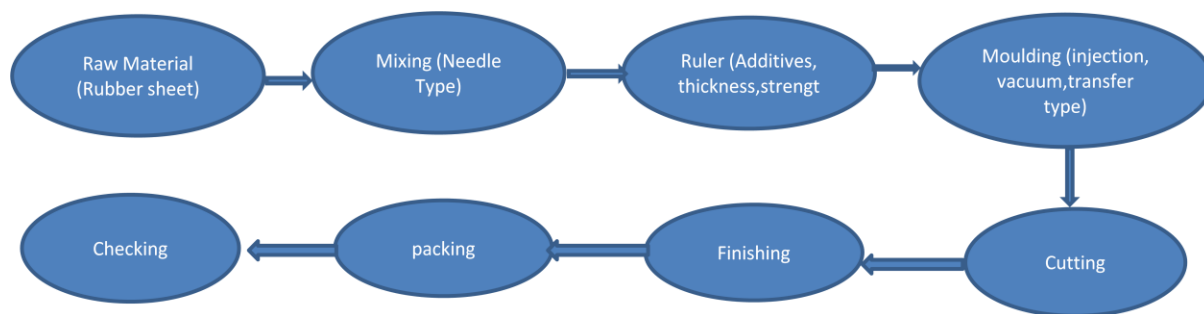 Raw Material
(Rubber sheet)
Mixing (Needle
Type)
Ruler (Additives,
thickness,strengt
Moulding (injection,
vacuum,transfer
type)
Cutting
Finishing
packing
Checking